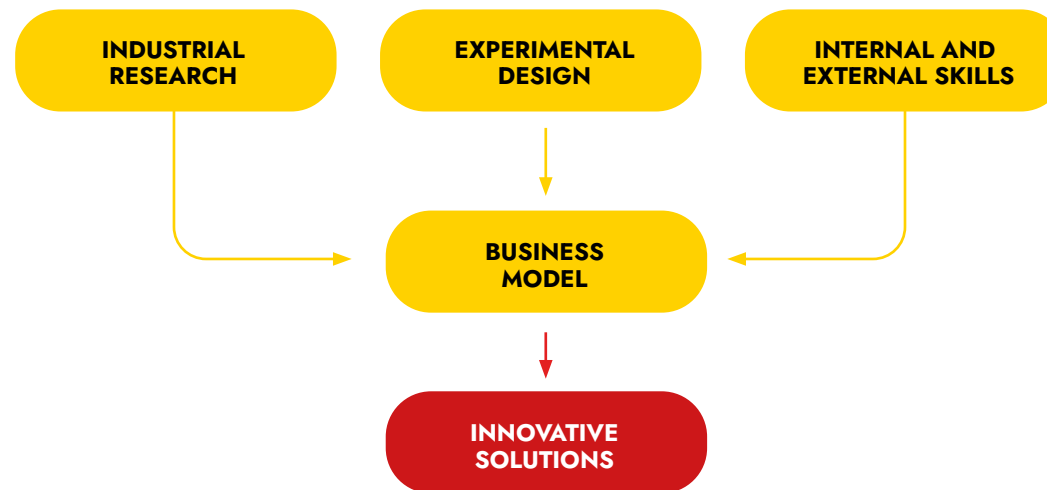 INDUSTRIAL
RESEARCH
EXPERIMENTAL
DESIGN
INTERNAL AND
EXTERNAL SKILLS
BUSINESS
MODEL
INNOVATIVE
SOLUTIONS